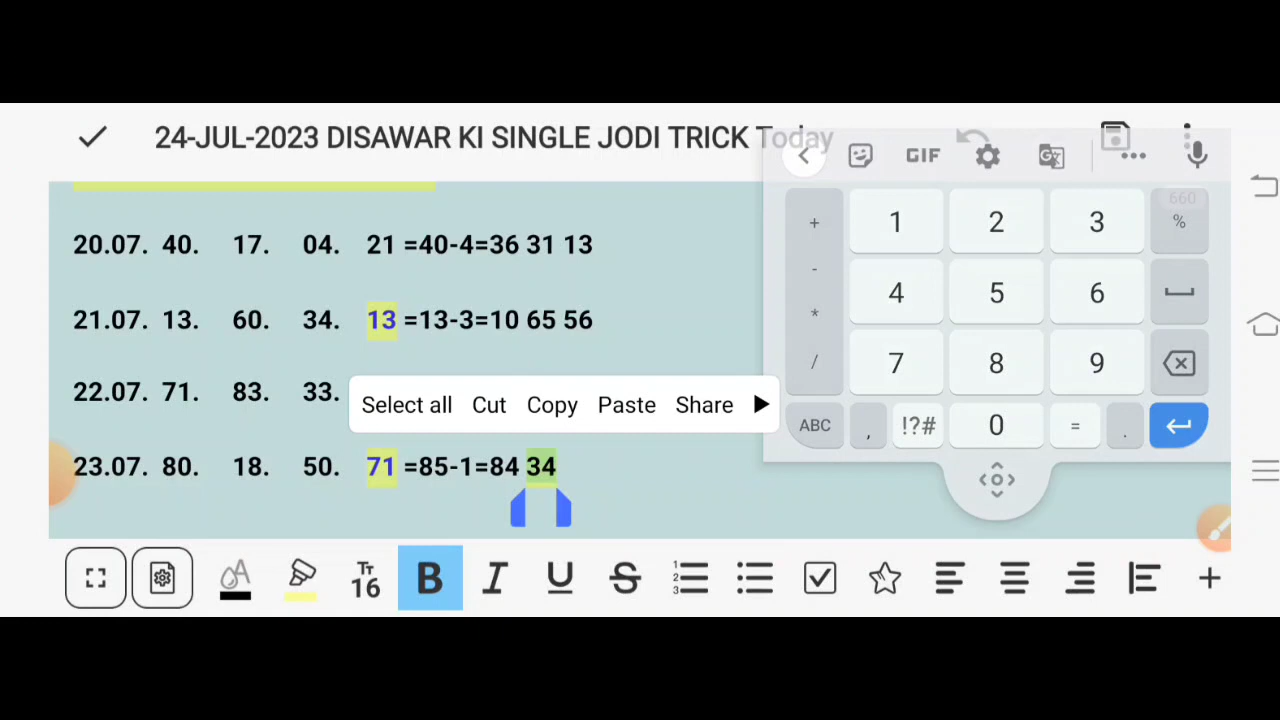 24-JUL-2023 DISAWAR KI SINGLE JODI TRICK Today
GIF
20.07. 40. 17. 04. 21 =40-4=36 31 13
21.07. 13. 60. 34. 13 =13-3=10 65 56
22.07. 71. 83. 33.
Select all Cut Copy Paste Share
23.07. 80. 18. 50. 71 =85-1=84 34
+ 1 2 3 660 %
- 4 5 6
*
/ 7 8 9
ABC , !?# 0 = .
Tт 16 B I U S